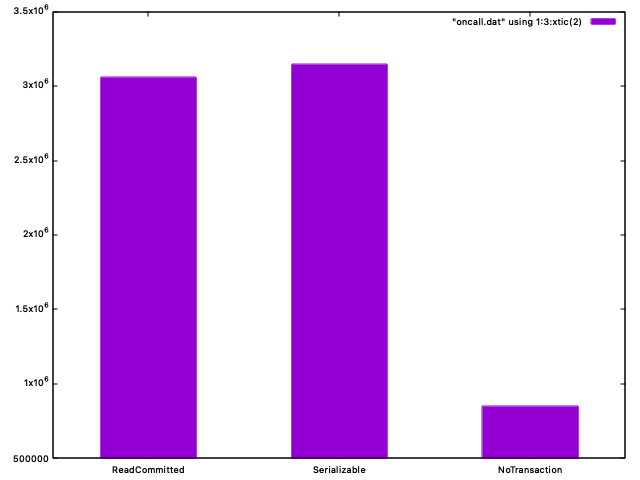 3.5x10⁶
"oncall.dat" using 1:3:xtic(2)
3x10⁶
2.5x10⁶
2x10⁶
1.5x10⁶
1x10⁶
500000
ReadCommitted Serializable NoTransaction